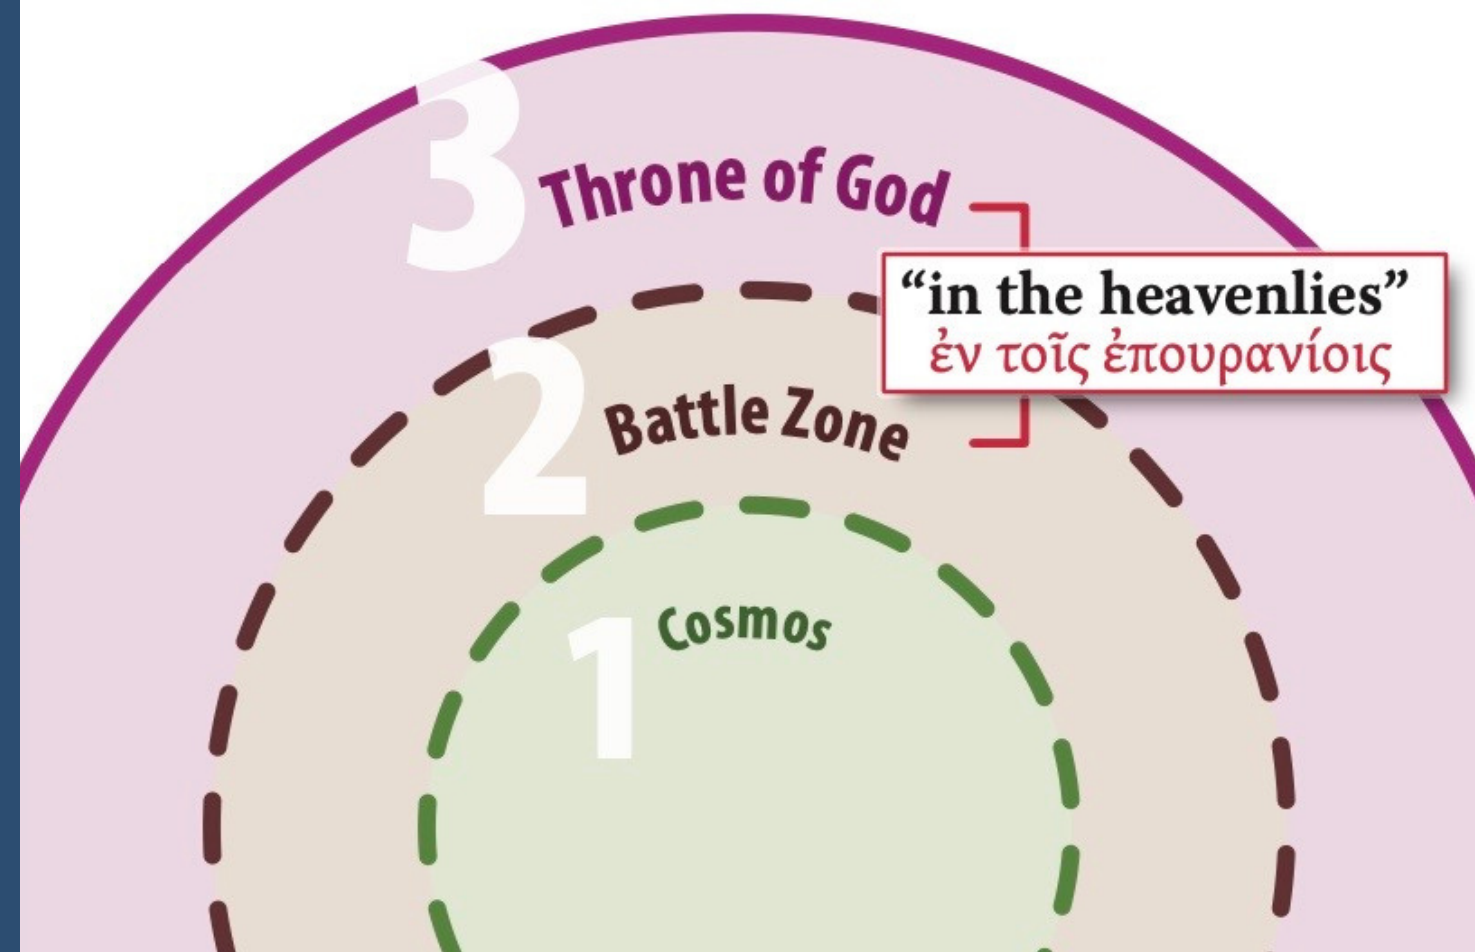 3
Throne of God
“in the heavenlies”
ἐν τοῖς ἐπουρανίοις
2
Battle Zone
1
Cosmos